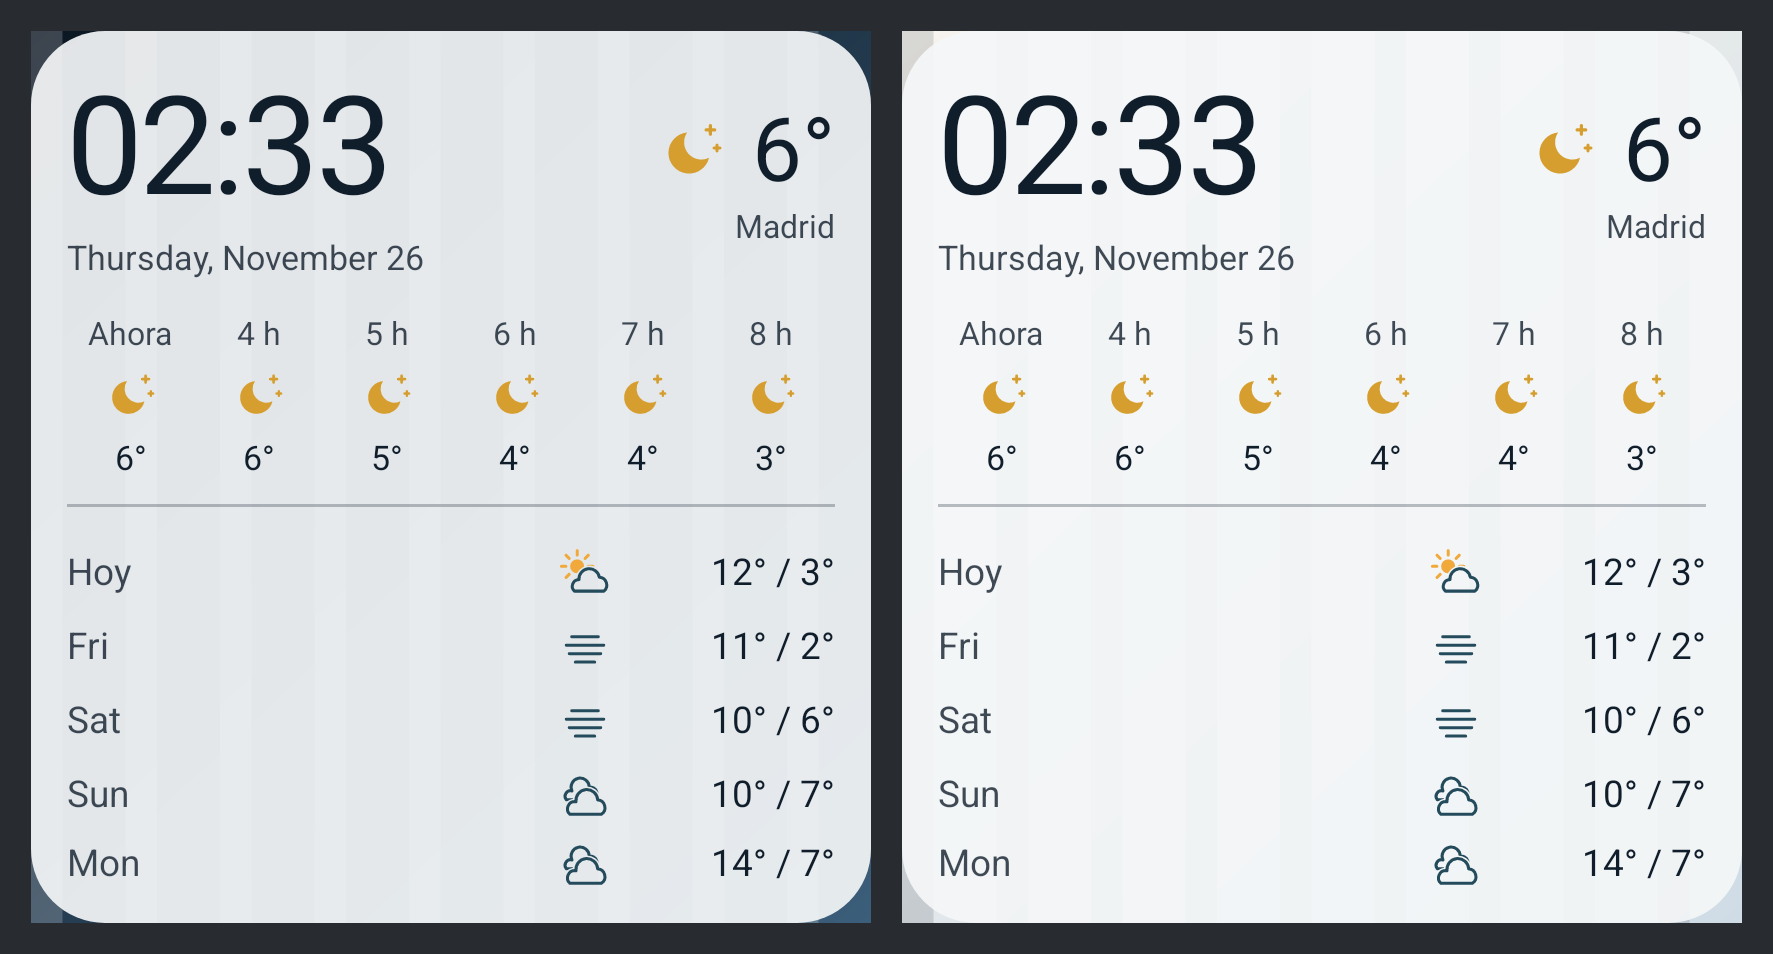 02:33
6°
Madrid
Thursday, November 26
Ahora 4 h 5 h 6 h 7 h 8 h
6° 6° 5° 4° 4° 3°
Hoy 12° / 3°
Fri 11° / 2°
Sat 10° / 6°
Sun 10° / 7°
Mon 14° / 7°
02:33
6°
Madrid
Thursday, November 26
Ahora 4 h 5 h 6 h 7 h 8 h
6° 6° 5° 4° 4° 3°
Hoy 12° / 3°
Fri 11° / 2°
Sat 10° / 6°
Sun 10° / 7°
Mon 14° / 7°